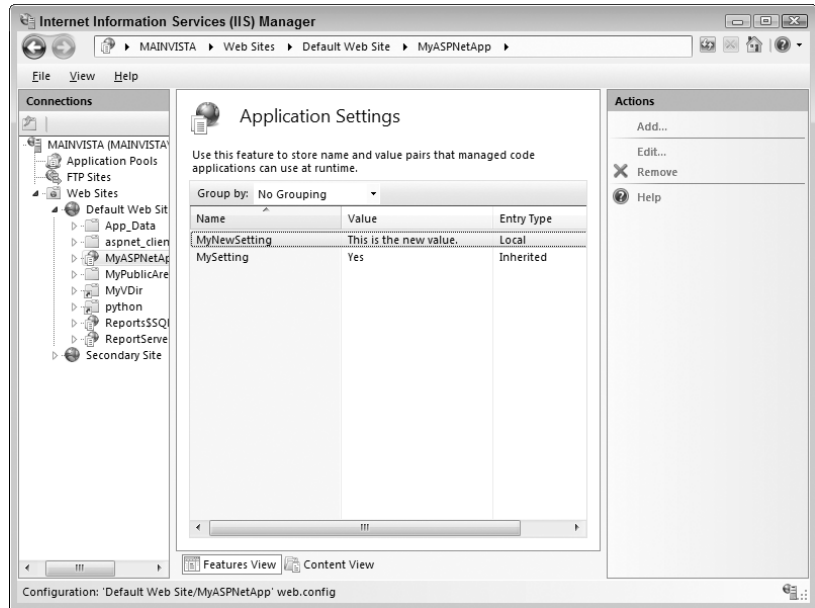 Internet Information Services (IIS) Manager
MAINVISTA Web Sites Default Web Site MyASPNetApp
File View Help
Connections
MAINVISTA (MAINVISTA\
Application Pools
FTP Sites
Web Sites
Default Web Sit
App_Data
aspnet_clien
MyASPNetAp
MyPublicAre
MyVDir
python
Reports$SQL
ReportServe
Secondary Site
Application Settings
Use this feature to store name and value pairs that managed code
applications can use at runtime.
Group by: No Grouping
Name Value Entry Type
MyNewSetting This is the new value. Local
MySetting Yes Inherited
Features View Content View
Actions
Add...
Edit...
Remove
Help
Configuration: 'Default Web Site/MyASPNetApp' web.config